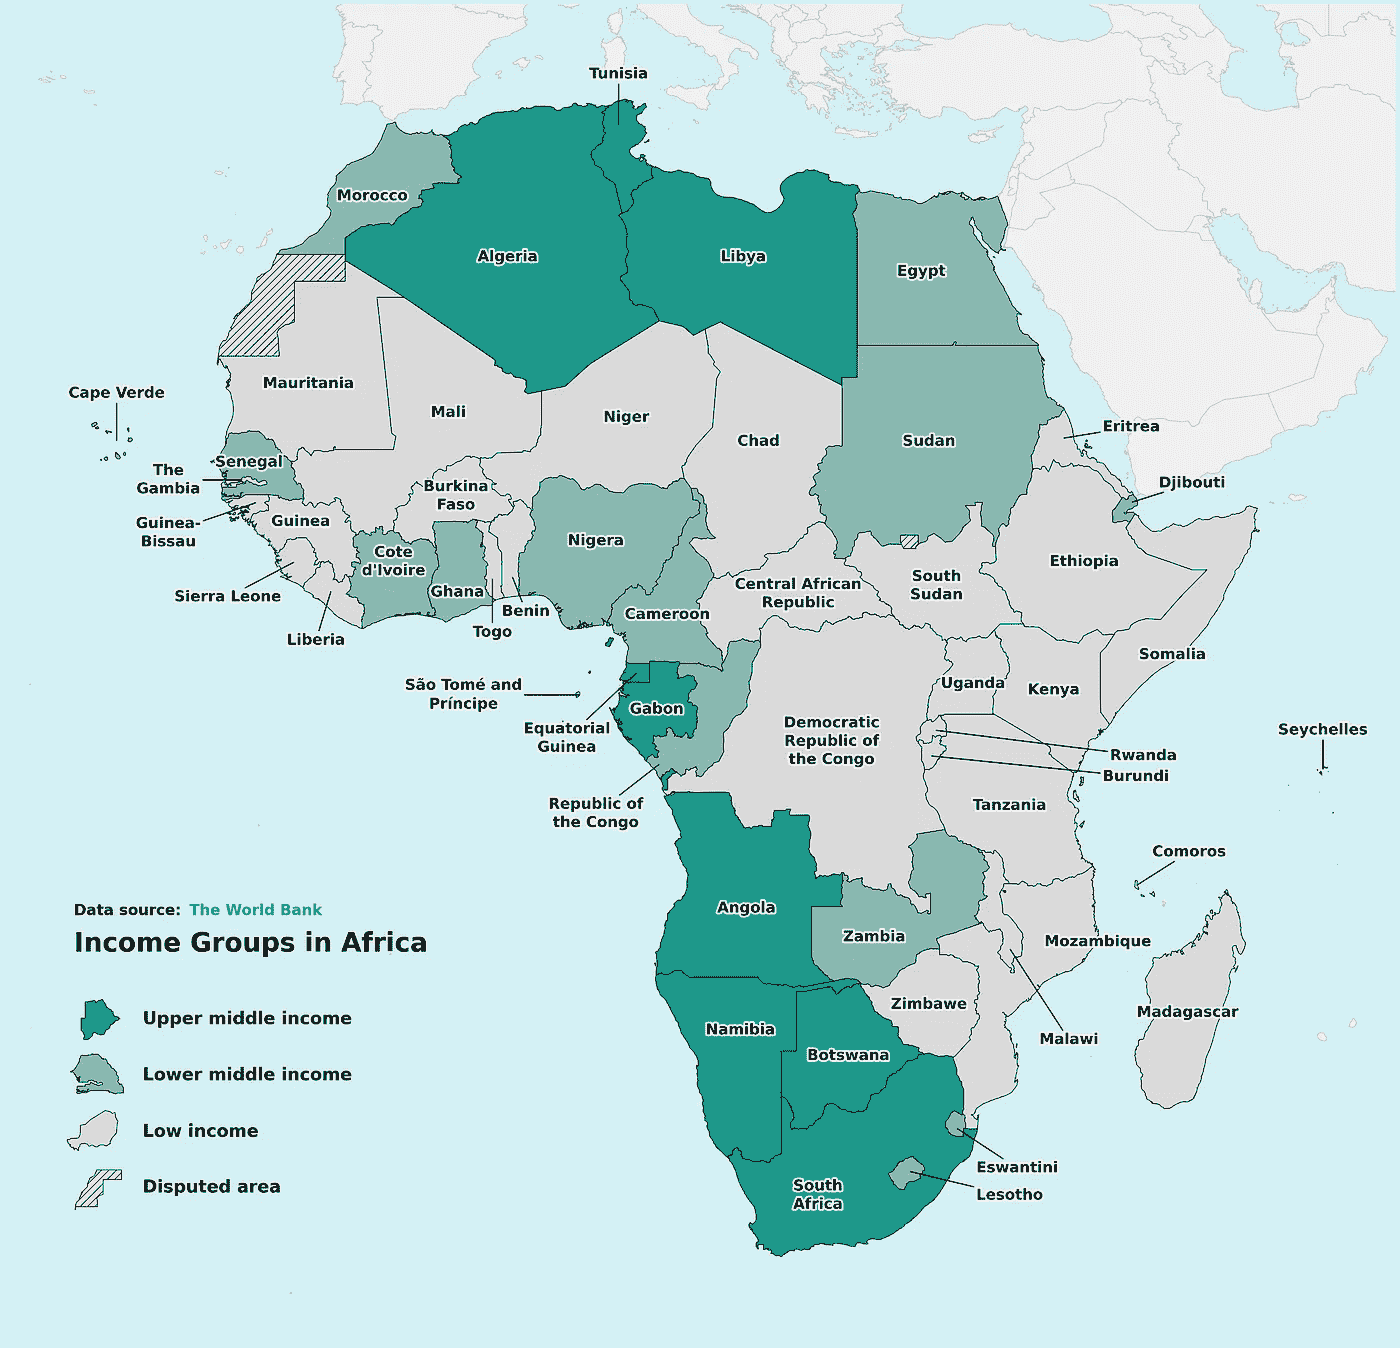 Tunisia
Morocco
Algeria
Libya
Egypt
Mauritania
Mali
Niger
Chad
Sudan
Eritrea
Cape Verde
Senegal
The
Gambia
Djibouti
Burkina
Faso
Guinea-
Bissau
Guinea
Nigera
Cote
d'Ivoire
Ghana
Ethiopia
Central African
Republic
South
Sudan
Sierra Leone
Benin
Togo
Liberia
Cameroon
Somalia
Uganda
Kenya
São Tomé and
Príncipe
Gabon
Equatorial
Guinea
Democratic
Republic of
the Congo
Seychelles
Rwanda
Burundi
Republic of
the Congo
Tanzania
Comoros
Angola
Zambia
Mozambique
Zimbawe
Madagascar
Malawi
Namibia
Botswana
Eswantini
Lesotho
South
Africa
Data source: The World Bank
Income Groups in Africa
Upper middle income
Lower middle income
Low income
Disputed area